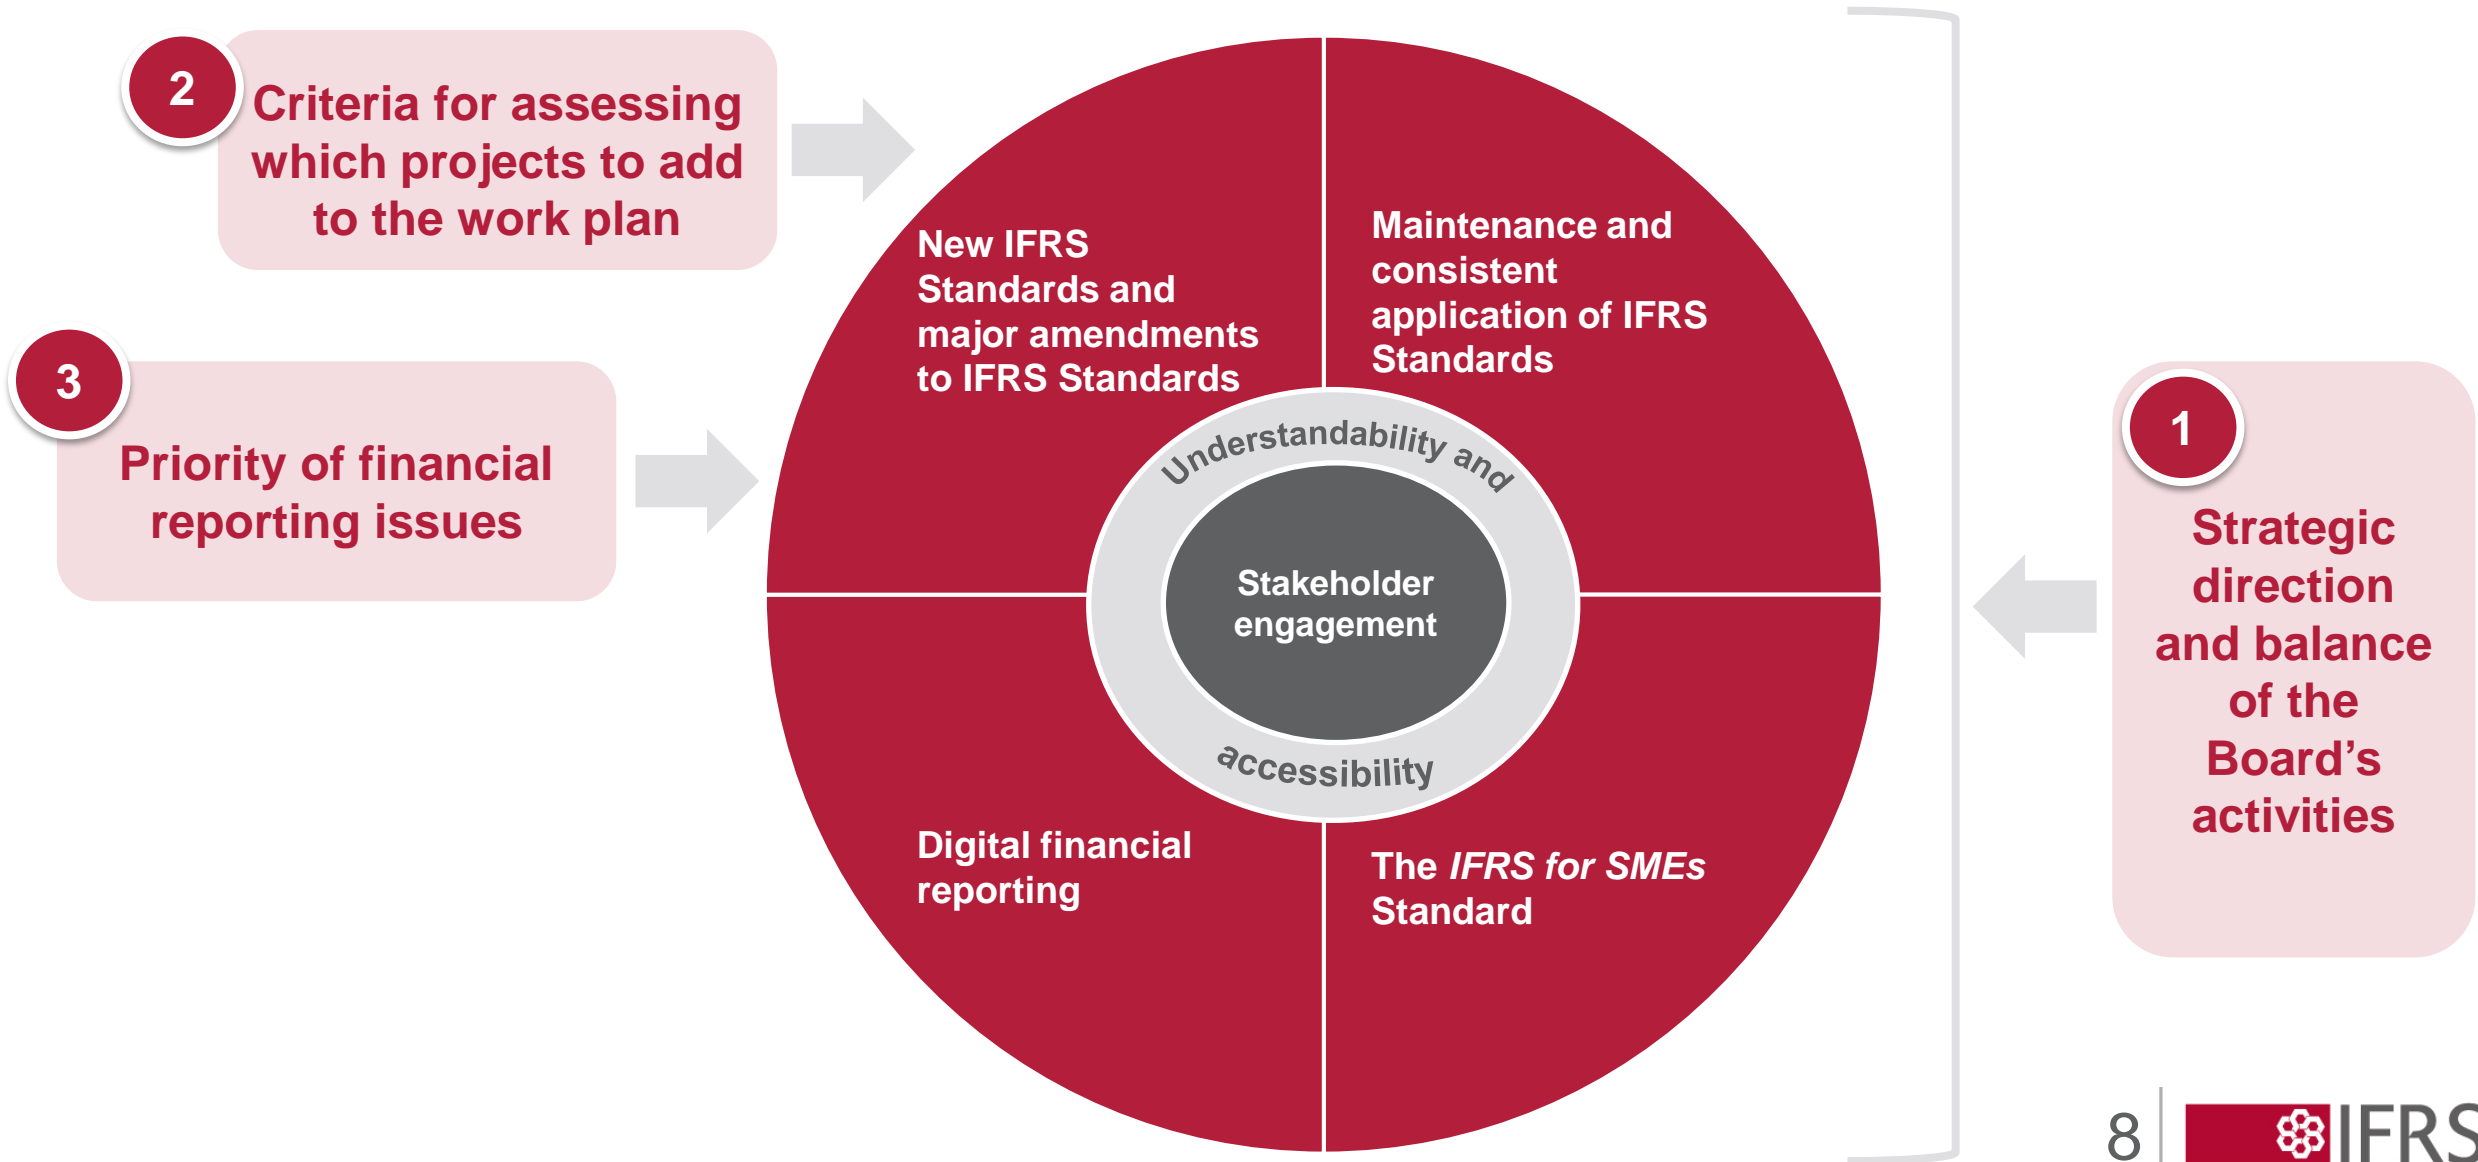 2
Criteria for assessing
which projects to add
to the work plan
3
Priority of financial
reporting issues
New IFRS
Standards and
major amendments
to IFRS Standards
Maintenance and
consistent
application of IFRS
Standards
Understandability and
accessibility
Stakeholder
engagement
Digital financial
reporting
The IFRS for SMEs
Standard
1
Strategic
direction
and balance
of the
Board’s
activities
8
IFRS